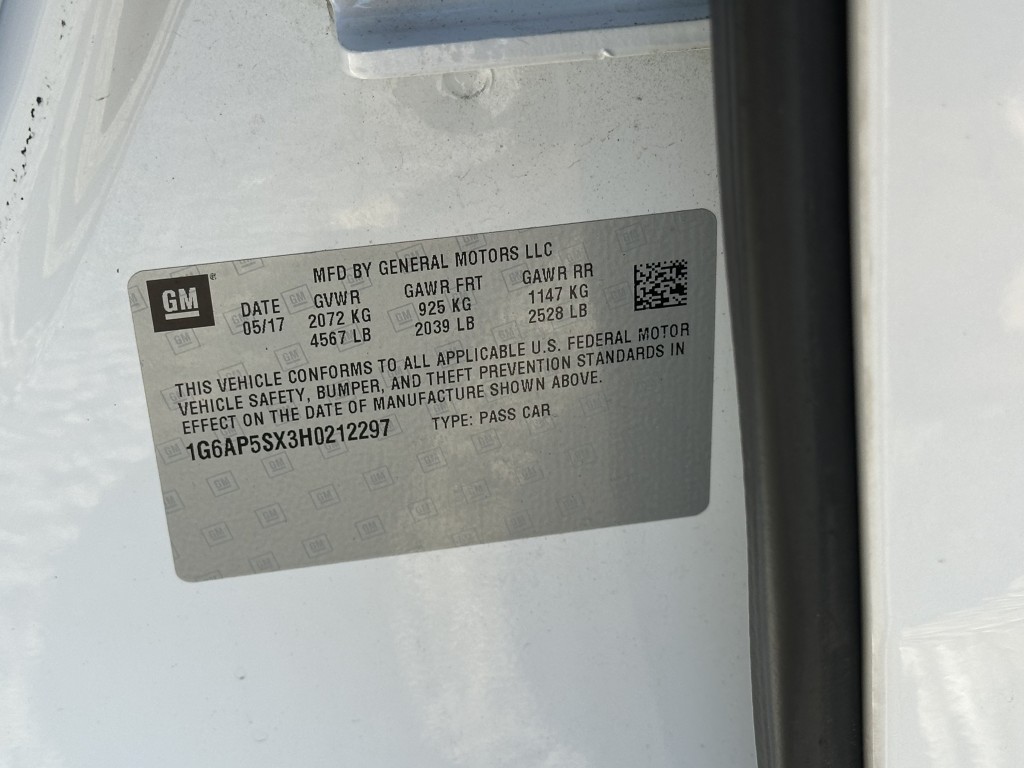 GM®
MFD BY GENERAL MOTORS LLC
DATE GVWR GAWR FRT GAWR RR
05/17 2072 KG 925 KG 1147 KG
4567 LB 2039 LB 2528 LB
THIS VEHICLE CONFORMS TO ALL APPLICABLE U.S. FEDERAL MOTOR
VEHICLE SAFETY, BUMPER, AND THEFT PREVENTION STANDARDS IN
EFFECT ON THE DATE OF MANUFACTURE SHOWN ABOVE.
1G6AP5SX3H0212297 TYPE: PASS CAR